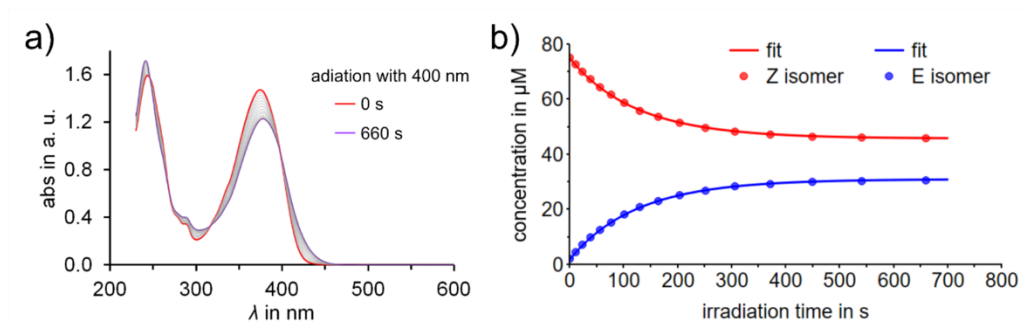 a)
abs in a. u.
1.6
1.2
0.8
0.4
0.0
200
300
400
500
600
λ in nm
adiation with 400 nm
0 s
660 s
b)
concentration in µM
80
60
40
20
0
0
100
200
300
400
500
600
700
800
irradiation time in s
fit
fit
Z isomer
E isomer